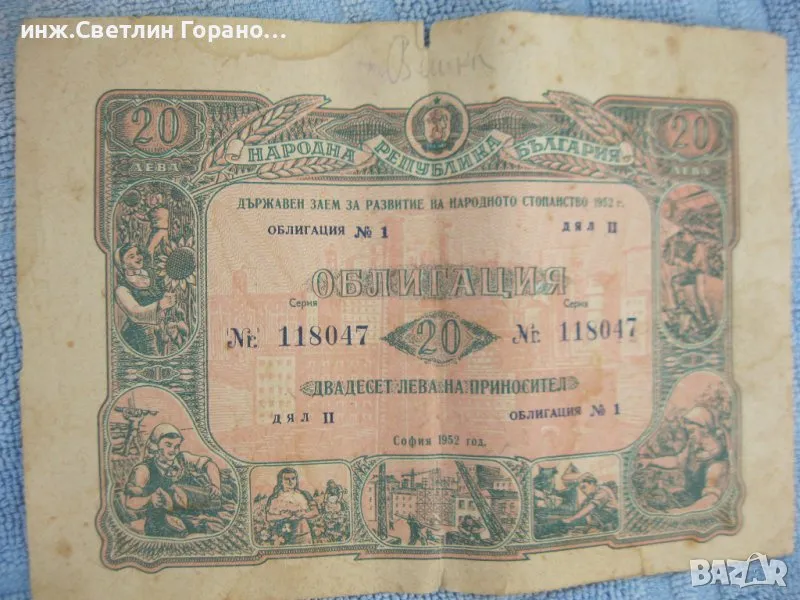 инж.Светлин Горано...
20 ЛЕВА
20 ЛЕВА
НАРОДНА РЕПУБЛИКА БЪЛГАРИЯ
ДЪРЖАВЕН ЗАЕМ ЗА РАЗВИТИЕ НА НАРОДНОТО СТОПАНСТВО 1952 г.
ОБЛИГАЦИЯ № 1 ДЯЛ II
ОБЛИГАЦИЯ
Серия Серия
№: 118047 20 №: 118047
ДВАДЕСЕТ ЛЕВА НА ПРИНОСИТЕЛ
ДЯЛ II ОБЛИГАЦИЯ № 1
София 1952 год.
BAZAR